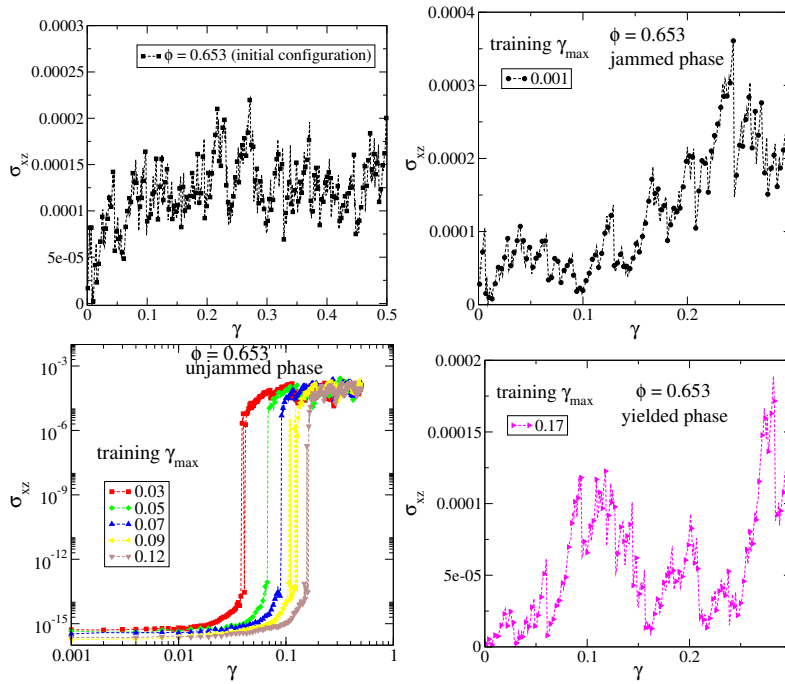 0.0003
0.00025
0.0002
0.00015
0.0001
5e-05
0
σxz
ϕ = 0.653 (initial configuration)
0 0.1 0.2 0.3 0.4 0.5
γ
0.0004
0.0003
0.0002
0.0001
0
σxz
training γmax
0.001
ϕ = 0.653
jammed phase
0 0.1 0.2
γ
10⁻³
10⁻⁶
10⁻⁹
10⁻¹²
10⁻¹⁵
σxz
ϕ = 0.653
unjammed phase
training γmax
0.03
0.05
0.07
0.09
0.12
0.001 0.01 0.1 1
γ
0.0002
0.00015
0.0001
5e-05
0
σxz
training γmax
0.17
ϕ = 0.653
yielded phase
0 0.1 0.2
γ